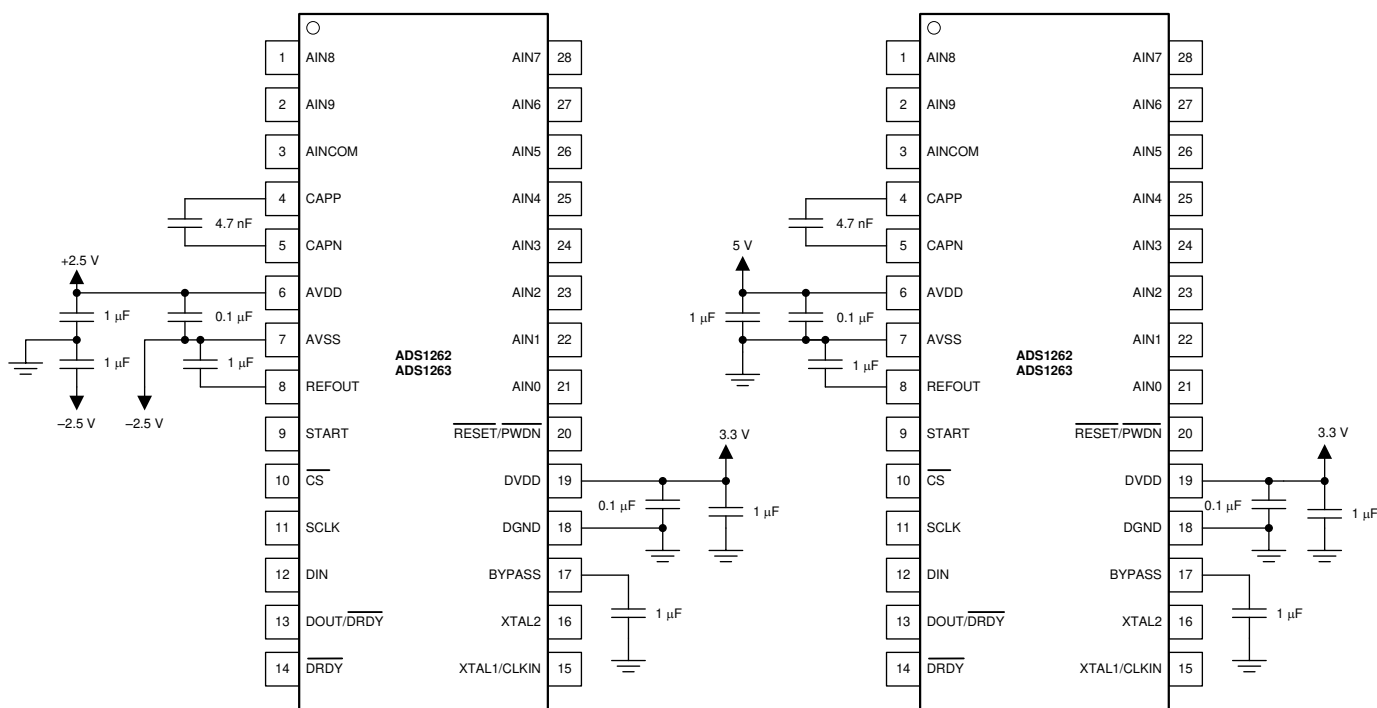 1 AIN8 AIN7 28
2 AIN9 AIN6 27
3 AINCOM AIN5 26
4 CAPP AIN4 25
4.7 nF
5 CAPN AIN3 24
+2.5 V
6 AVDD AIN2 23
1 µF
0.1 µF
7 AVSS AIN1 22
1 µF
1 µF
ADS1262
ADS1263
8 REFOUT AIN0 21
–2.5 V
–2.5 V
9 START RESET/PWDN 20
3.3 V
10 CS DVDD 19
0.1 µF
1 µF
11 SCLK DGND 18
12 DIN BYPASS 17
1 µF
13 DOUT/DRDY XTAL2 16
14 DRDY XTAL1/CLKIN 15
1 AIN8 AIN7 28
2 AIN9 AIN6 27
3 AINCOM AIN5 26
4 CAPP AIN4 25
4.7 nF
5 CAPN AIN3 24
5 V
6 AVDD AIN2 23
1 µF
0.1 µF
7 AVSS AIN1 22
1 µF
ADS1262
ADS1263
8 REFOUT AIN0 21
9 START RESET/PWDN 20
3.3 V
10 CS DVDD 19
0.1 µF
1 µF
11 SCLK DGND 18
12 DIN BYPASS 17
1 µF
13 DOUT/DRDY XTAL2 16
14 DRDY XTAL1/CLKIN 15